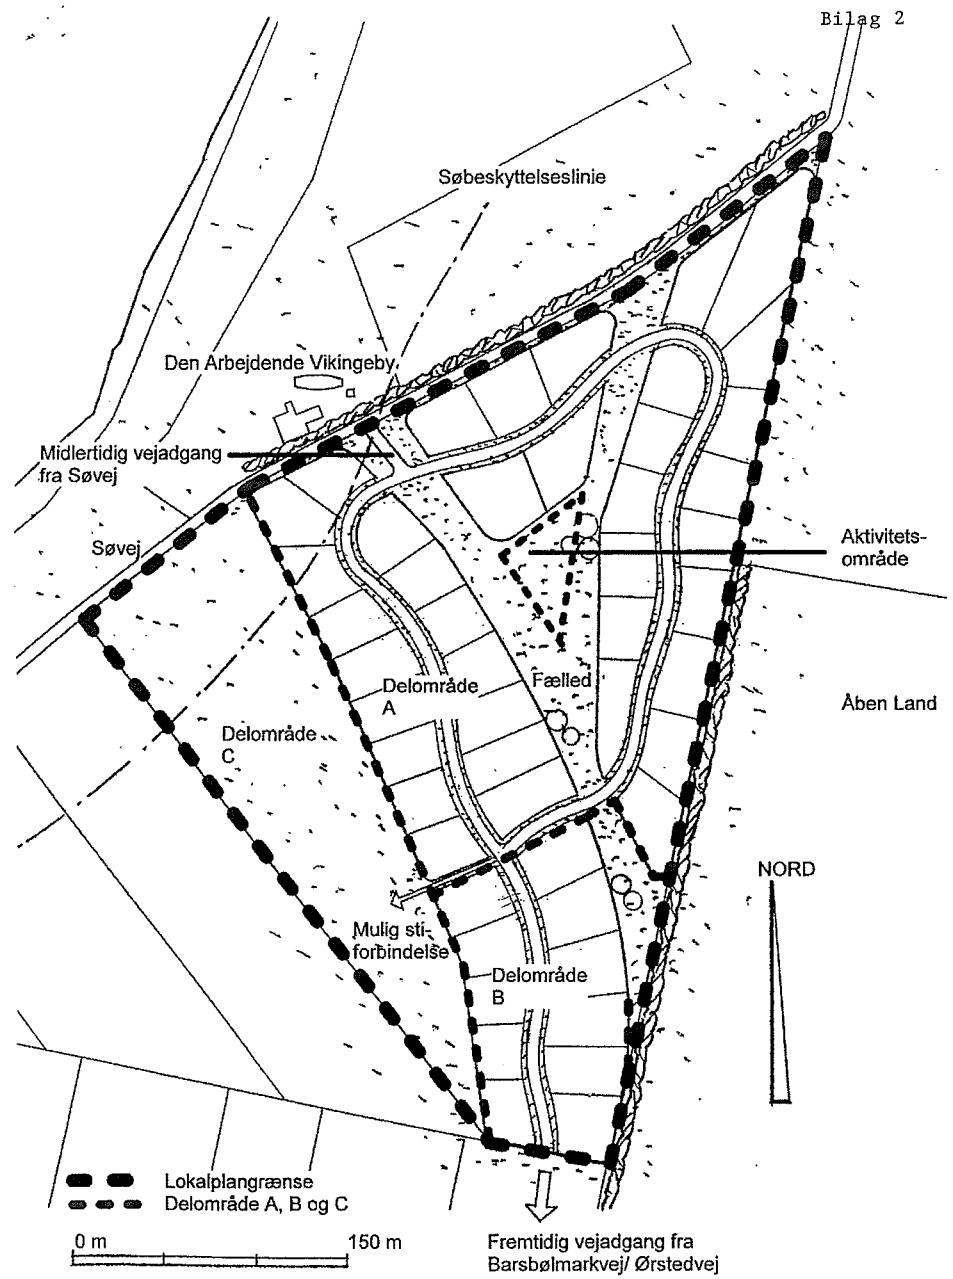 Bilag 2
Søbeskyttelseslinie
Den Arbejdende Vikingeby
Midlertidig vejadgang
fra Søvej
Søvej
Aktivitets-
område
Fælled
Delområde
A
Åben Land
Delområde
C
NORD
Mulig sti-
forbindelse
Delområde
B
Lokalplangrænse
Delområde A, B og C
0 m
150 m
Fremtidig vejadgang fra
Barsbølmarkvej/ Ørstedvej